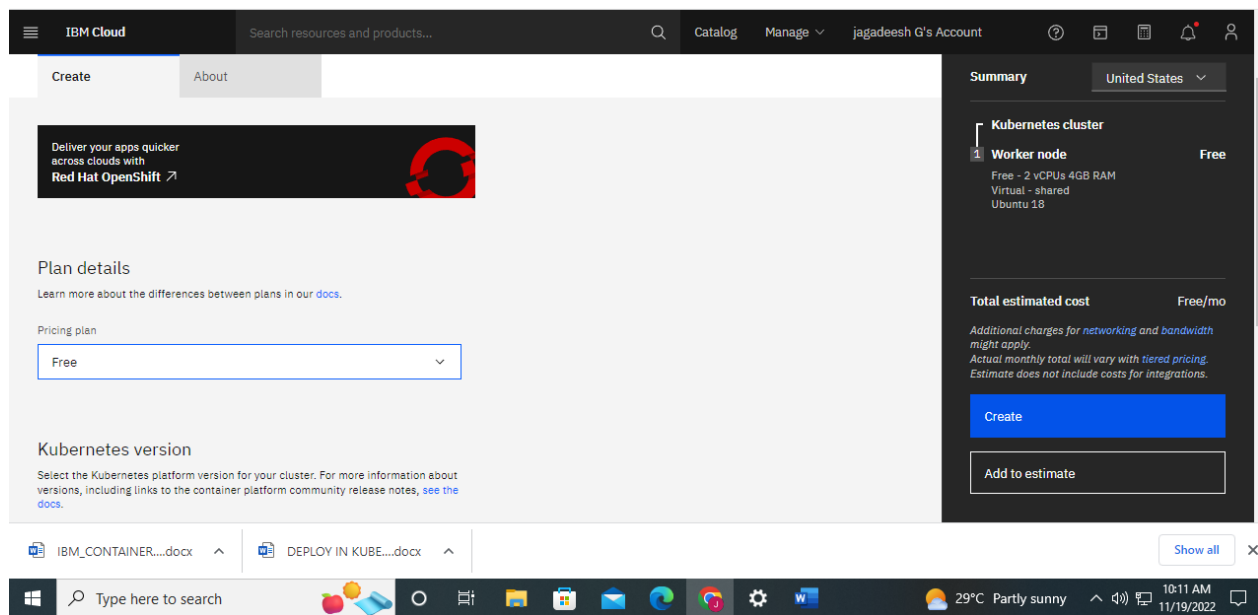 IBM Cloud
Search resources and products...
Catalog
Manage
jagadeesh G's Account
Create
About
Deliver your apps quicker
across clouds with
Red Hat OpenShift
Plan details
Learn more about the differences between plans in our docs.
Pricing plan
Free
Kubernetes version
Select the Kubernetes platform version for your cluster. For more information about
versions, including links to the container platform community release notes, see the
docs.
Summary
United States
Kubernetes cluster
1 Worker node Free
Free - 2 vCPUs 4GB RAM
Virtual - shared
Ubuntu 18
Total estimated cost Free/mo
Additional charges for networking and bandwidth
might apply.
Actual monthly total will vary with tiered pricing.
Estimate does not include costs for integrations.
Create
Add to estimate
IBM_CONTAINER....docx
DEPLOY IN KUBE....docx
Show all
Type here to search
29°C Partly sunny
10:11 AM
11/19/2022